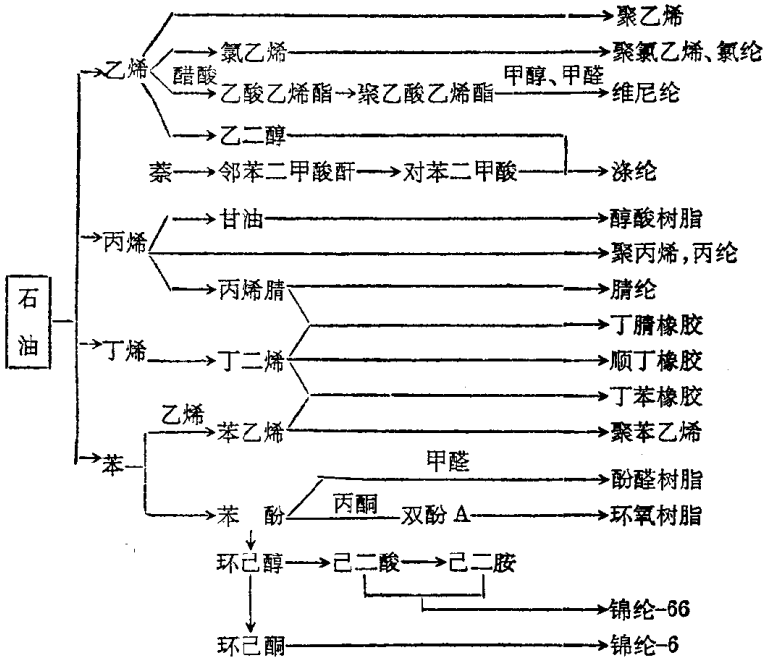 聚乙烯
乙烯 氯乙烯 聚氯乙烯、氯纶
醋酸 甲醇、甲醛
乙酸乙烯酯 聚乙酸乙烯酯 维尼纶
乙二醇
萘 邻苯二甲酸酐 对苯二甲酸 涤纶
甘油 醇酸树脂
丙烯 聚丙烯,丙纶
丙烯腈 腈纶
石油
丁腈橡胶
丁烯 丁二烯 顺丁橡胶
丁苯橡胶
乙烯
苯乙烯 聚苯乙烯
苯 甲醛
酚醛树脂
丙酮
苯 酚 双酚 A 环氧树脂
环己醇 己二酸 己二胺
锦纶-66
环己酮 锦纶-6